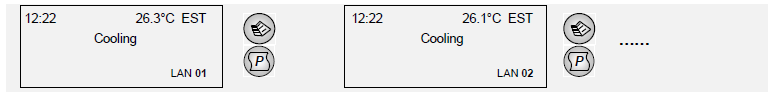 12:22 26.3°C EST
Cooling
LAN 01
P
12:22 26.1°C EST
Cooling
LAN 02
P
......